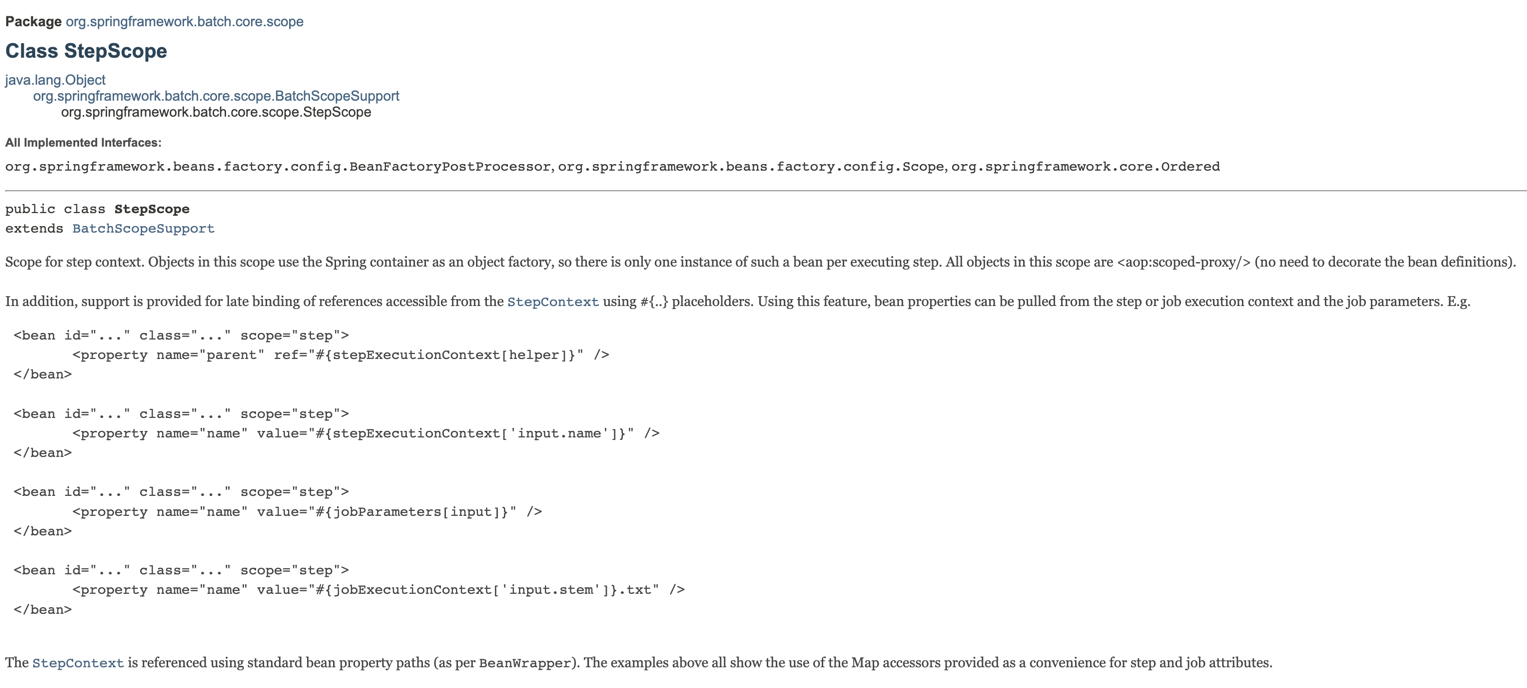 Package org.springframework.batch.core.scope
Class StepScope
java.lang.Object
org.springframework.batch.core.scope.BatchScopeSupport
org.springframework.batch.core.scope.StepScope
All Implemented Interfaces:
org.springframework.beans.factory.config.BeanFactoryPostProcessor, org.springframework.beans.factory.config.Scope, org.springframework.core.Ordered
public class StepScope
extends BatchScopeSupport
Scope for step context. Objects in this scope use the Spring container as an object factory, so there is only one instance of such a bean per executing step. All objects in this scope are <aop:scoped-proxy/> (no need to decorate the bean definitions).
In addition, support is provided for late binding of references accessible from the StepContext using #{..} placeholders. Using this feature, bean properties can be pulled from the step or job execution context and the job parameters. E.g.
<bean id="..." class="..." scope="step">
<property name="parent" ref="#{stepExecutionContext[helper]}" />
</bean>
<bean id="..." class="..." scope="step">
<property name="name" value="#{stepExecutionContext['input.name']}" />
</bean>
<bean id="..." class="..." scope="step">
<property name="name" value="#{jobParameters[input]}" />
</bean>
<bean id="..." class="..." scope="step">
<property name="name" value="#{jobExecutionContext['input.stem']}.txt" />
</bean>
The StepContext is referenced using standard bean property paths (as per BeanWrapper). The examples above all show the use of the Map accessors provided as a convenience for step and job attributes.